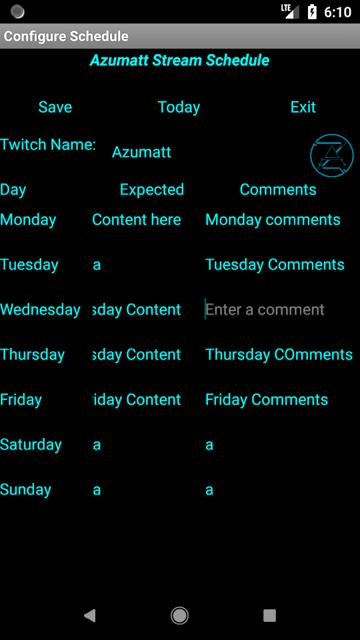 LTE 6:10
Configure Schedule
Azumatt Stream Schedule
Save Today Exit
Twitch Name: Azumatt
Day Expected Comments
Monday Content here Monday comments
Tuesday a Tuesday Comments
Wednesday sday Content Enter a comment
Thursday sday Content Thursday COmments
Friday iday Content Friday Comments
Saturday a a
Sunday a a